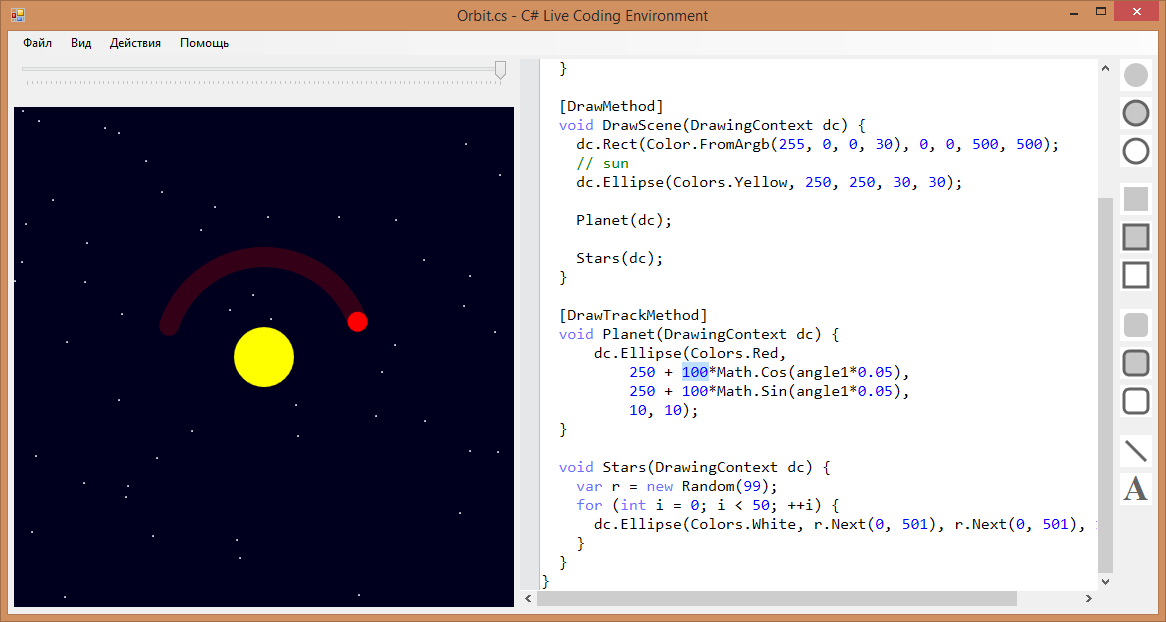 Orbit.cs - C# Live Coding Environment
Файл Вид Действия Помощь
}
[DrawMethod]
void DrawScene(DrawingContext dc) {
dc.Rect(Color.FromArgb(255, 0, 0, 30), 0, 0, 500, 500);
// sun
dc.Ellipse(Colors.Yellow, 250, 250, 30, 30);
Planet(dc);
Stars(dc);
}
[DrawTrackMethod]
void Planet(DrawingContext dc) {
dc.Ellipse(Colors.Red,
250 + 100*Math.Cos(angle1*0.05),
250 + 100*Math.Sin(angle1*0.05),
10, 10);
}
void Stars(DrawingContext dc) {
var r = new Random(99);
for (int i = 0; i < 50; ++i) {
dc.Ellipse(Colors.White, r.Next(0, 501), r.Next(0, 501),
}
}
}
A